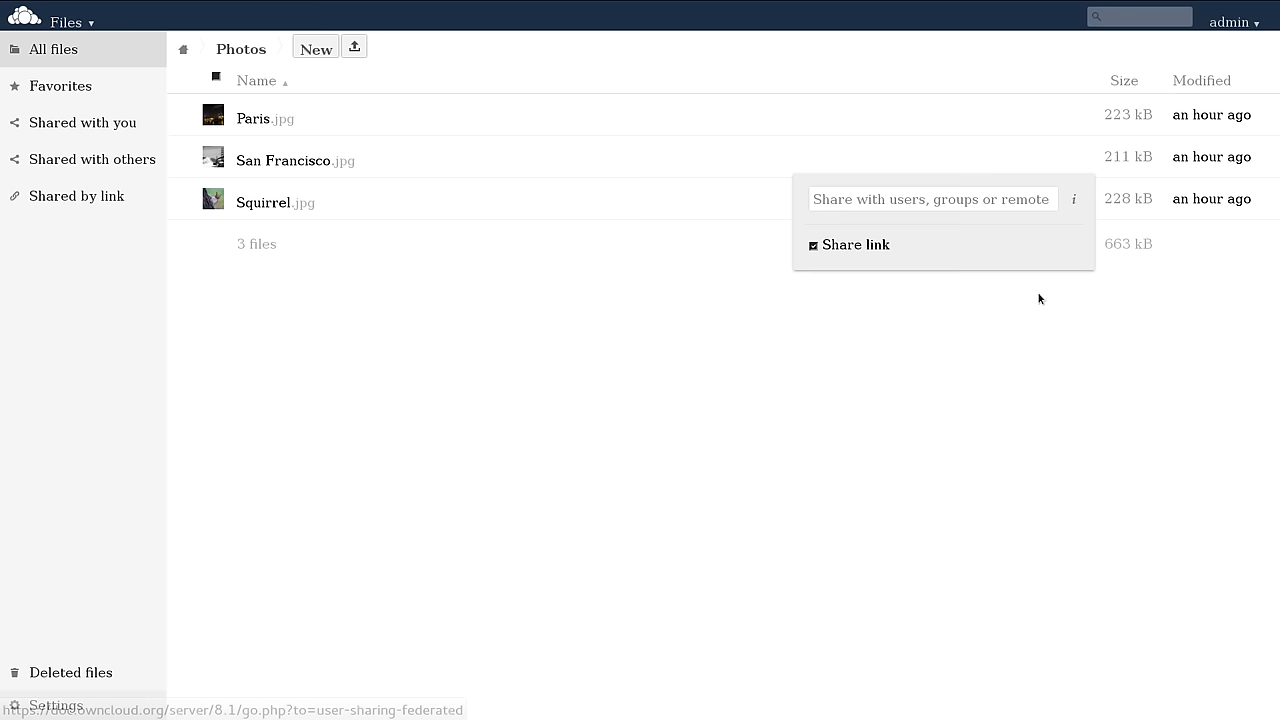 Files ▾
admin ▾
All files
Favorites
Shared with you
Shared with others
Shared by link
Photos
New
Name ▴
Size
Modified
Paris.jpg
223 kB
an hour ago
San Francisco.jpg
211 kB
an hour ago
Squirrel.jpg
228 kB
an hour ago
Share with users, groups or remote
i
Share link
3 files
663 kB
Deleted files
Settings
https://doc.owncloud.org/server/8.1/go.php?to=user-sharing-federated